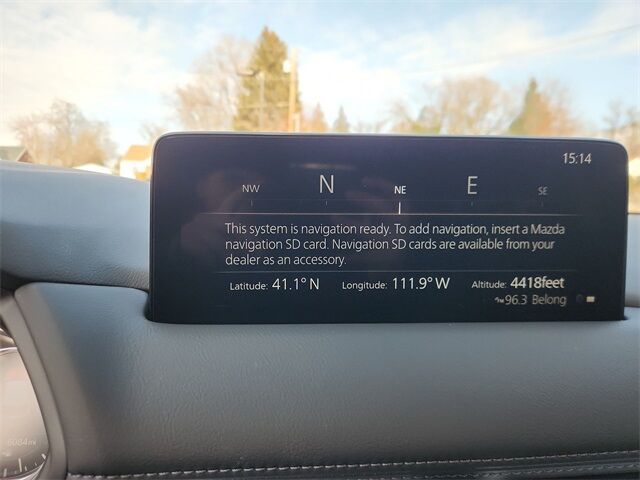 15:14
NW N NE E SE
This system is navigation ready. To add navigation, insert a Mazda
navigation SD card. Navigation SD cards are available from your
dealer as an accessory.
Latitude: 41.1° N Longitude: 111.9° W Altitude: 4418feet
FM 96.3 Belong
6084mi